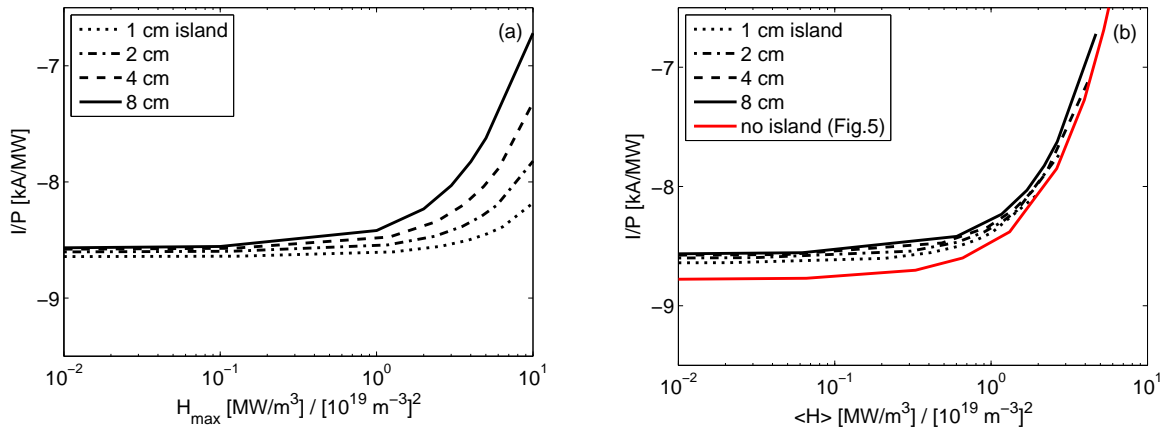 (a)
1 cm island
2 cm
4 cm
8 cm
−7
−8
−9
I/P [kA/MW]
10^−2
10^−1
10^0
10^1
H_max [MW/m^3] / [10^19 m^−3]^2
(b)
1 cm island
2 cm
4 cm
8 cm
no island (Fig.5)
−7
−8
−9
I/P [kA/MW]
10^−2
10^−1
10^0
10^1
<H> [MW/m^3] / [10^19 m^−3]^2